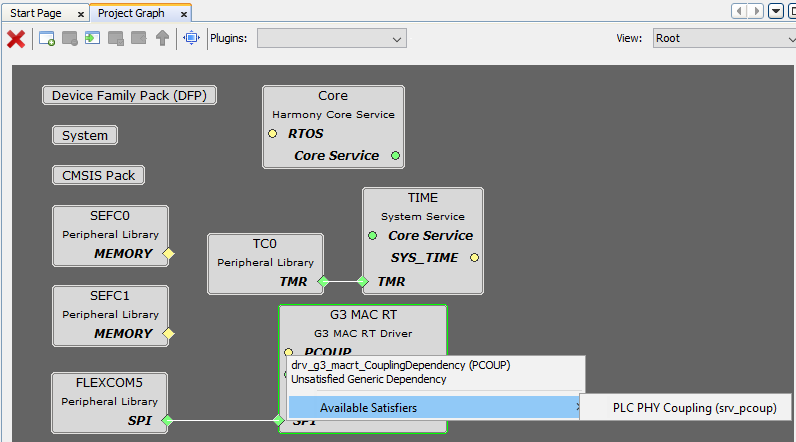 Start Page
Project Graph
Plugins:
View:
Root
Device Family Pack (DFP)
System
CMSIS Pack
Core
Harmony Core Service
RTOS
Core Service
SEFC0
Peripheral Library
MEMORY
TC0
Peripheral Library
TMR
TIME
System Service
Core Service
SYS_TIME
TMR
SEFC1
Peripheral Library
MEMORY
G3 MAC RT
G3 MAC RT Driver
PCOUP
drv_g3_macrt_CouplingDependency (PCOUP)
Unsatisfied Generic Dependency
Available Satisfiers
PLC PHY Coupling (srv_pcoup)
FLEXCOM5
Peripheral Library
SPI
SPI